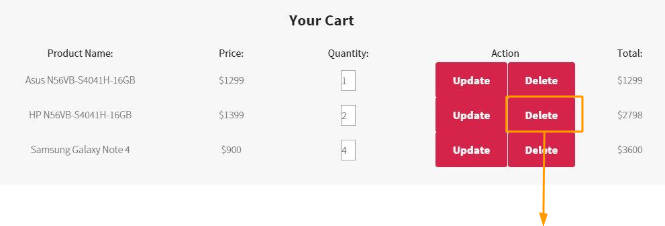 Your Cart
Product Name: Price: Quantity: Action Total:
Asus N56VB-S4041H-16GB $1299 1 Update Delete $1299
HP N56VB-S4041H-16GB $1399 2 Update Delete $2798
Samsung Galaxy Note 4 $900 4 Update Delete $3600